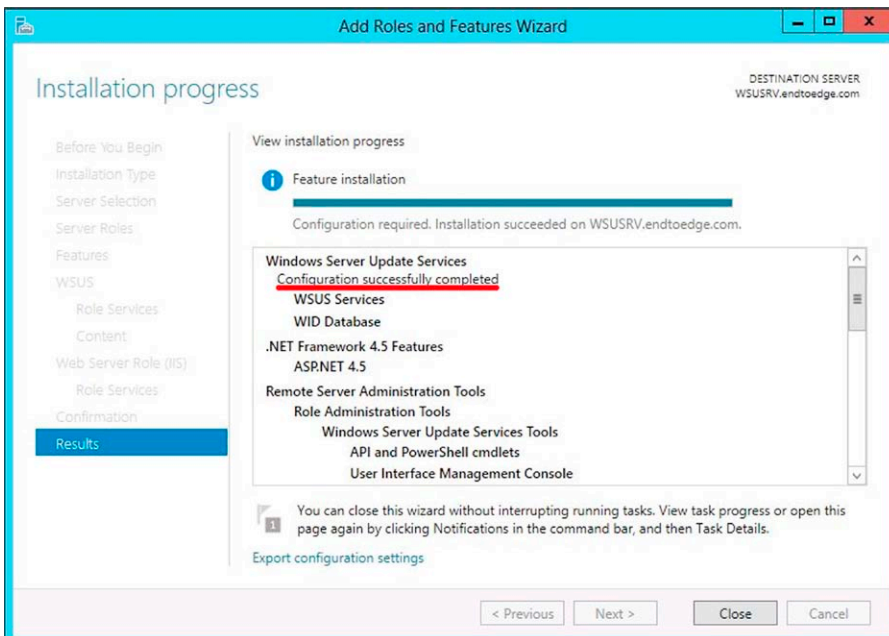 Add Roles and Features Wizard
Installation progress
DESTINATION SERVER
WSUSRV.endtoedge.com
Before You Begin
Installation Type
Server Selection
Server Roles
Features
WSUS
Role Services
Content
Web Server Role (IIS)
Role Services
Confirmation
Results
View installation progress
Feature installation
Configuration required. Installation succeeded on WSUSRV.endtoedge.com.
Windows Server Update Services
Configuration successfully completed
WSUS Services
WID Database
.NET Framework 4.5 Features
ASP.NET 4.5
Remote Server Administration Tools
Role Administration Tools
Windows Server Update Services Tools
API and PowerShell cmdlets
User Interface Management Console
1
You can close this wizard without interrupting running tasks. View task progress or open this
page again by clicking Notifications in the command bar, and then Task Details.
Export configuration settings
< Previous
Next >
Close
Cancel